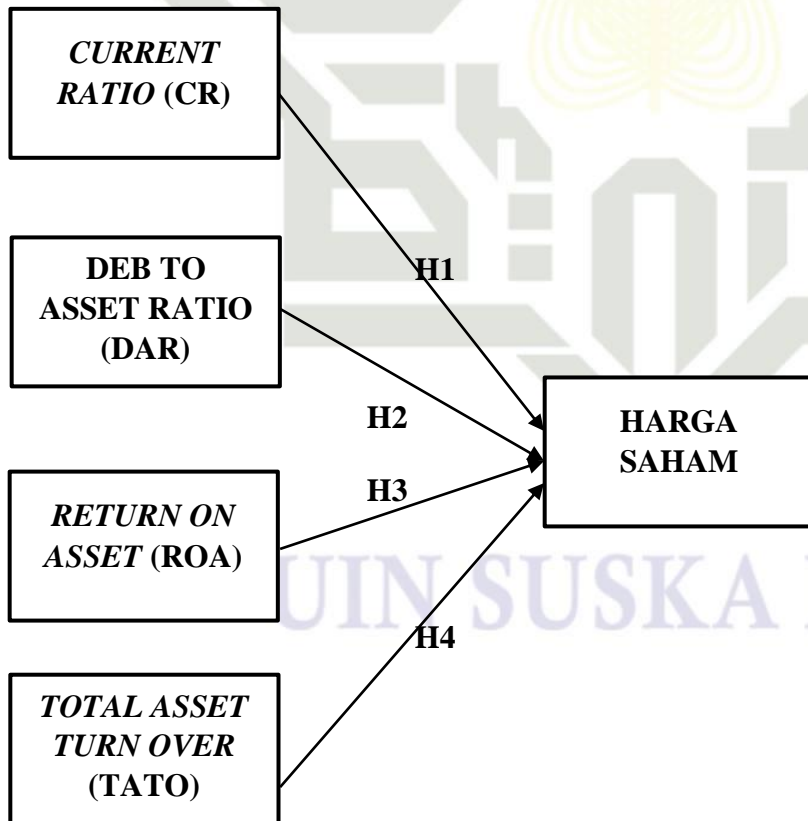 CURRENT
RATIO (CR)
DEB TO
ASSET RATIO
(DAR)
RETURN ON
ASSET (ROA)
TOTAL ASSET
TURN OVER
(TATO)
H1
H2
H3
H4
HARGA
SAHAM
UIN SUSKA